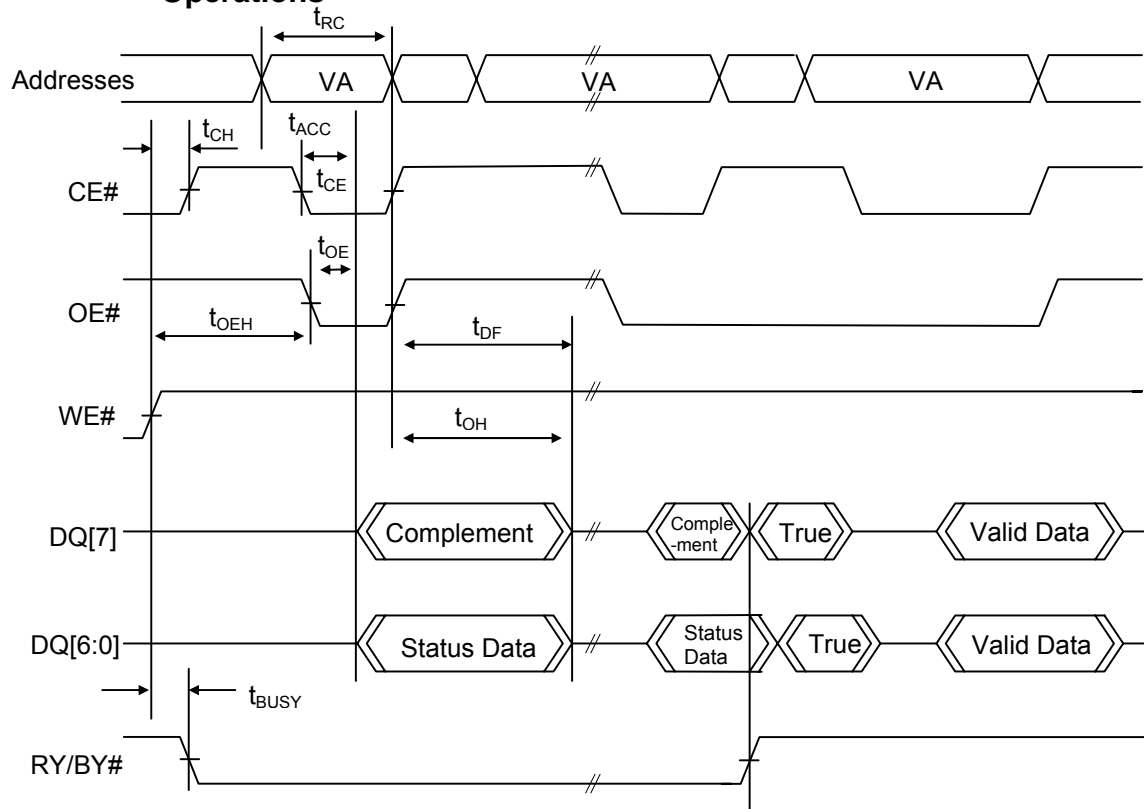 Operations
tRC
Addresses
VA
VA
VA
tCH
tACC
CE#
tCE
tOE
OE#
tOEH
tDF
WE#
tOH
DQ[7]
Complement
Comple
-ment
True
Valid Data
DQ[6:0]
Status Data
Status
Data
True
Valid Data
tBUSY
RY/BY#